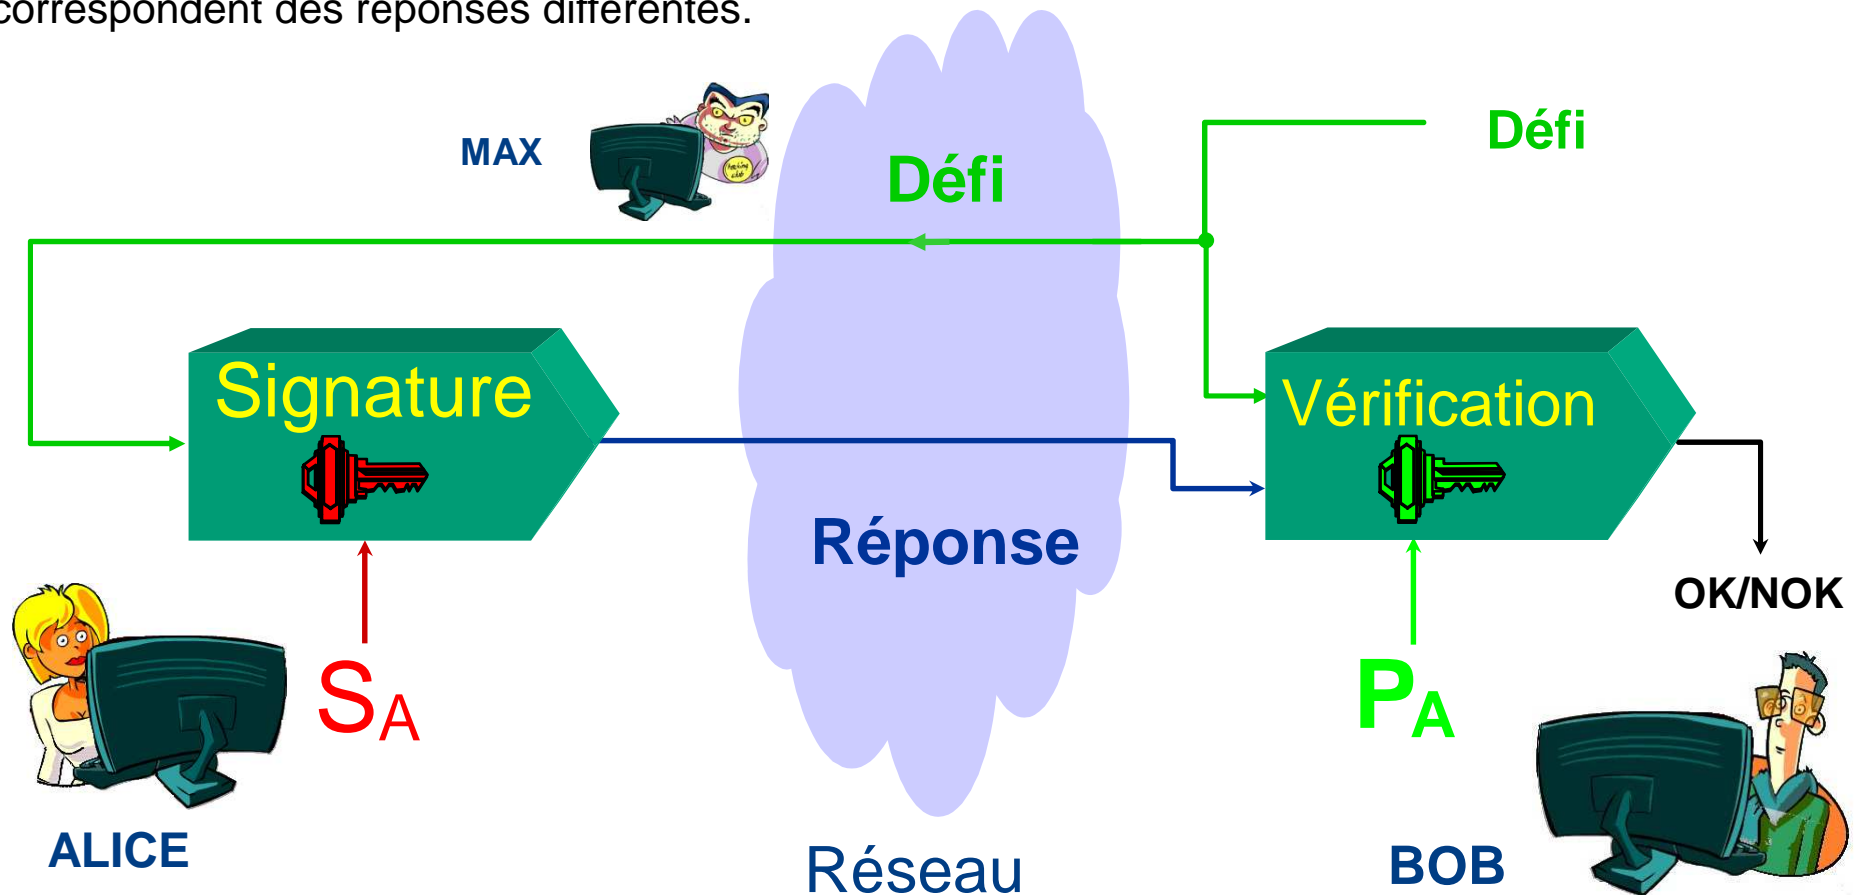 correspondent des réponses différentes.
MAX
Défi
Défi
Signature
Vérification
Réponse
OK/NOK
SA
PA
ALICE
Réseau
BOB